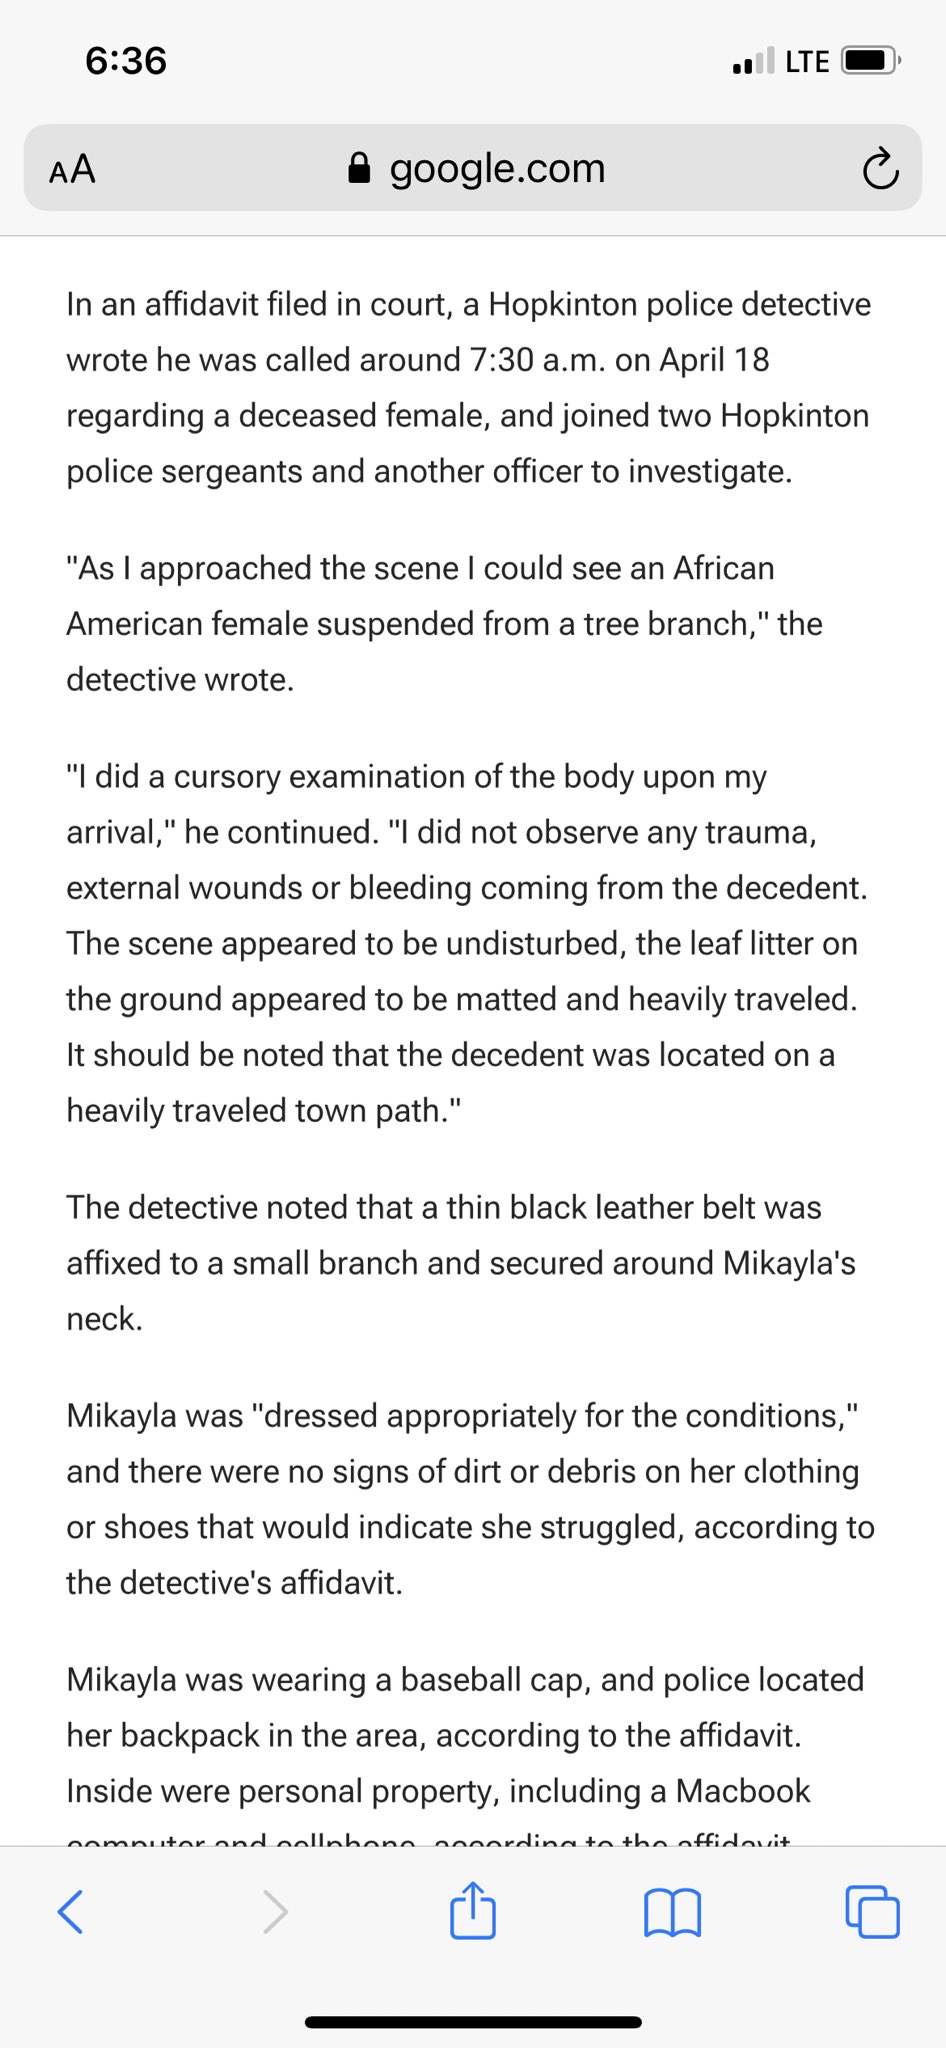 6:36
LTE
AA
google.com
In an affidavit filed in court, a Hopkinton police detective
wrote he was called around 7:30 a.m. on April 18
regarding a deceased female, and joined two Hopkinton
police sergeants and another officer to investigate.
"As I approached the scene I could see an African
American female suspended from a tree branch," the
detective wrote.
"I did a cursory examination of the body upon my
arrival," he continued. "I did not observe any trauma,
external wounds or bleeding coming from the decedent.
The scene appeared to be undisturbed, the leaf litter on
the ground appeared to be matted and heavily traveled.
It should be noted that the decedent was located on a
heavily traveled town path."
The detective noted that a thin black leather belt was
affixed to a small branch and secured around Mikayla's
neck.
Mikayla was "dressed appropriately for the conditions,"
and there were no signs of dirt or debris on her clothing
or shoes that would indicate she struggled, according to
the detective's affidavit.
Mikayla was wearing a baseball cap, and police located
her backpack in the area, according to the affidavit.
Inside were personal property, including a Macbook
computer and cellphone, according to the affidavit